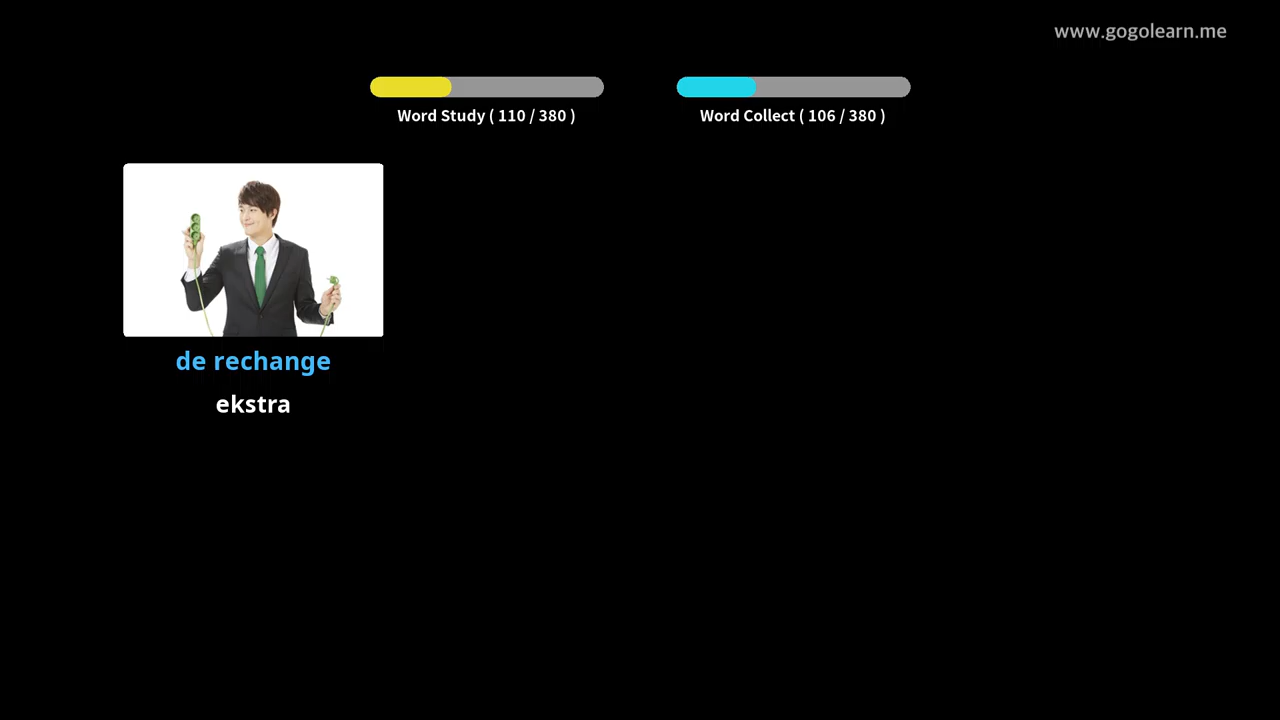 www.gogolearn.me
Word Study ( 110 / 380 )
Word Collect ( 106 / 380 )
de rechange
ekstra